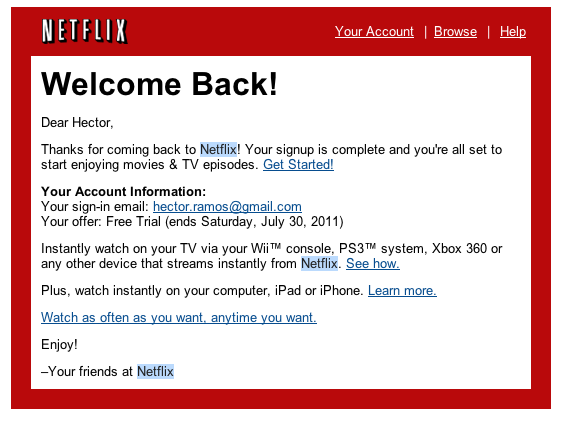 NETFLIX
Your Account | Browse | Help
Welcome Back!
Dear Hector,
Thanks for coming back to Netflix! Your signup is complete and you're all set to
start enjoying movies & TV episodes. Get Started!
Your Account Information:
Your sign-in email: hector.ramos@gmail.com
Your offer: Free Trial (ends Saturday, July 30, 2011)
Instantly watch on your TV via your Wii™ console, PS3™ system, Xbox 360 or
any other device that streams instantly from Netflix. See how.
Plus, watch instantly on your computer, iPad or iPhone. Learn more.
Watch as often as you want, anytime you want.
Enjoy!
–Your friends at Netflix